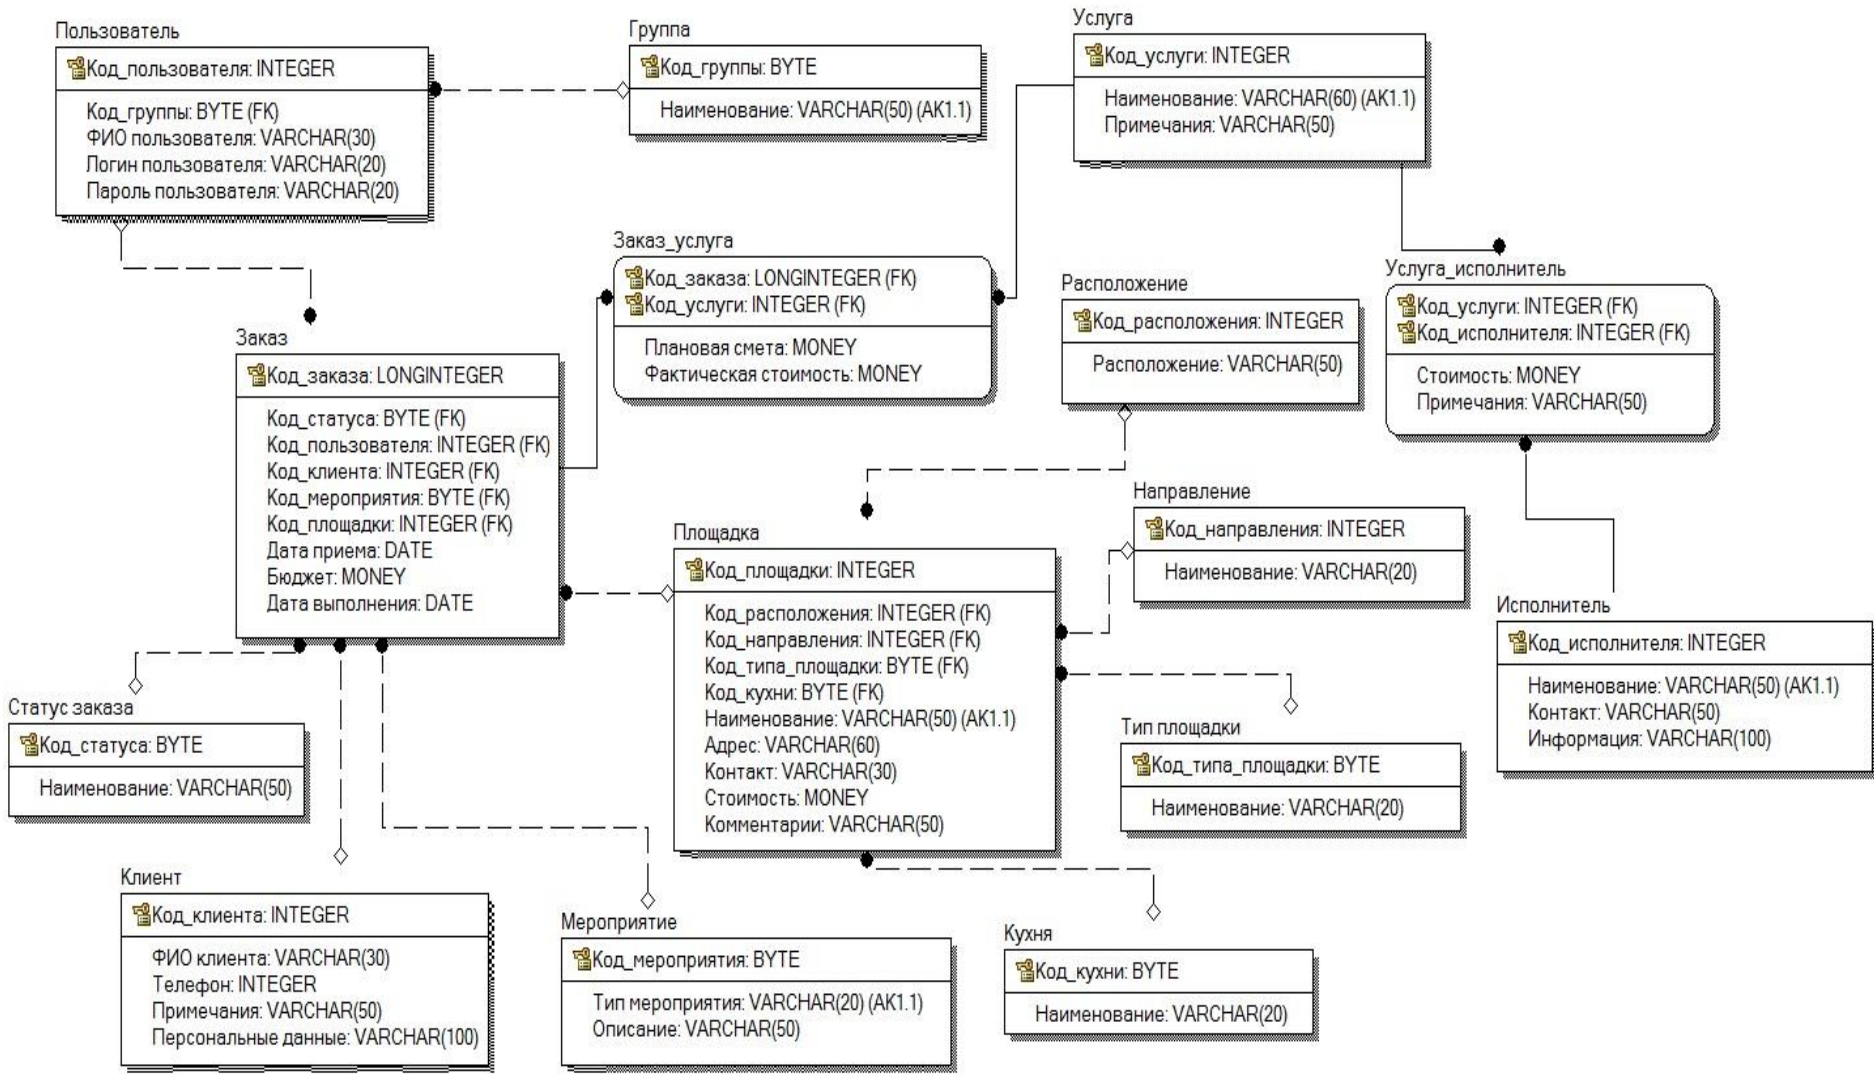 Пользователь
Код_пользователя: INTEGER
Код_группы: BYTE (FK)
ФИО пользователя: VARCHAR(30)
Логин пользователя: VARCHAR(20)
Пароль пользователя: VARCHAR(20)
Группа
Код_группы: BYTE
Наименование: VARCHAR(50) (AK1.1)
Услуга
Код_услуги: INTEGER
Наименование: VARCHAR(60) (AK1.1)
Примечания: VARCHAR(50)
Заказ_услуга
Код_заказа: LONGINTEGER (FK)
Код_услуги: INTEGER (FK)
Плановая смета: MONEY
Фактическая стоимость: MONEY
Расположение
Код_расположения: INTEGER
Расположение: VARCHAR(50)
Услуга_исполнитель
Код_услуги: INTEGER (FK)
Код_исполнителя: INTEGER (FK)
Стоимость: MONEY
Примечания: VARCHAR(50)
Заказ
Код_заказа: LONGINTEGER
Код_статуса: BYTE (FK)
Код_пользователя: INTEGER (FK)
Код_клиента: INTEGER (FK)
Код_мероприятия: BYTE (FK)
Код_площадки: INTEGER (FK)
Дата приема: DATE
Бюджет: MONEY
Дата выполнения: DATE
Площадка
Код_площадки: INTEGER
Код_расположения: INTEGER (FK)
Код_направления: INTEGER (FK)
Код_типа_площадки: BYTE (FK)
Код_кухни: BYTE (FK)
Наименование: VARCHAR(50) (AK1.1)
Адрес: VARCHAR(60)
Контакт: VARCHAR(30)
Стоимость: MONEY
Комментарии: VARCHAR(50)
Направление
Код_направления: INTEGER
Наименование: VARCHAR(20)
Исполнитель
Код_исполнителя: INTEGER
Наименование: VARCHAR(50) (AK1.1)
Контакт: VARCHAR(50)
Информация: VARCHAR(100)
Статус заказа
Код_статуса: BYTE
Наименование: VARCHAR(50)
Тип площадки
Код_типа_площадки: BYTE
Наименование: VARCHAR(20)
Клиент
Код_клиента: INTEGER
ФИО клиента: VARCHAR(30)
Телефон: INTEGER
Примечания: VARCHAR(50)
Персональные данные: VARCHAR(100)
Мероприятие
Код_мероприятия: BYTE
Тип мероприятия: VARCHAR(20) (AK1.1)
Описание: VARCHAR(50)
Кухня
Код_кухни: BYTE
Наименование: VARCHAR(20)